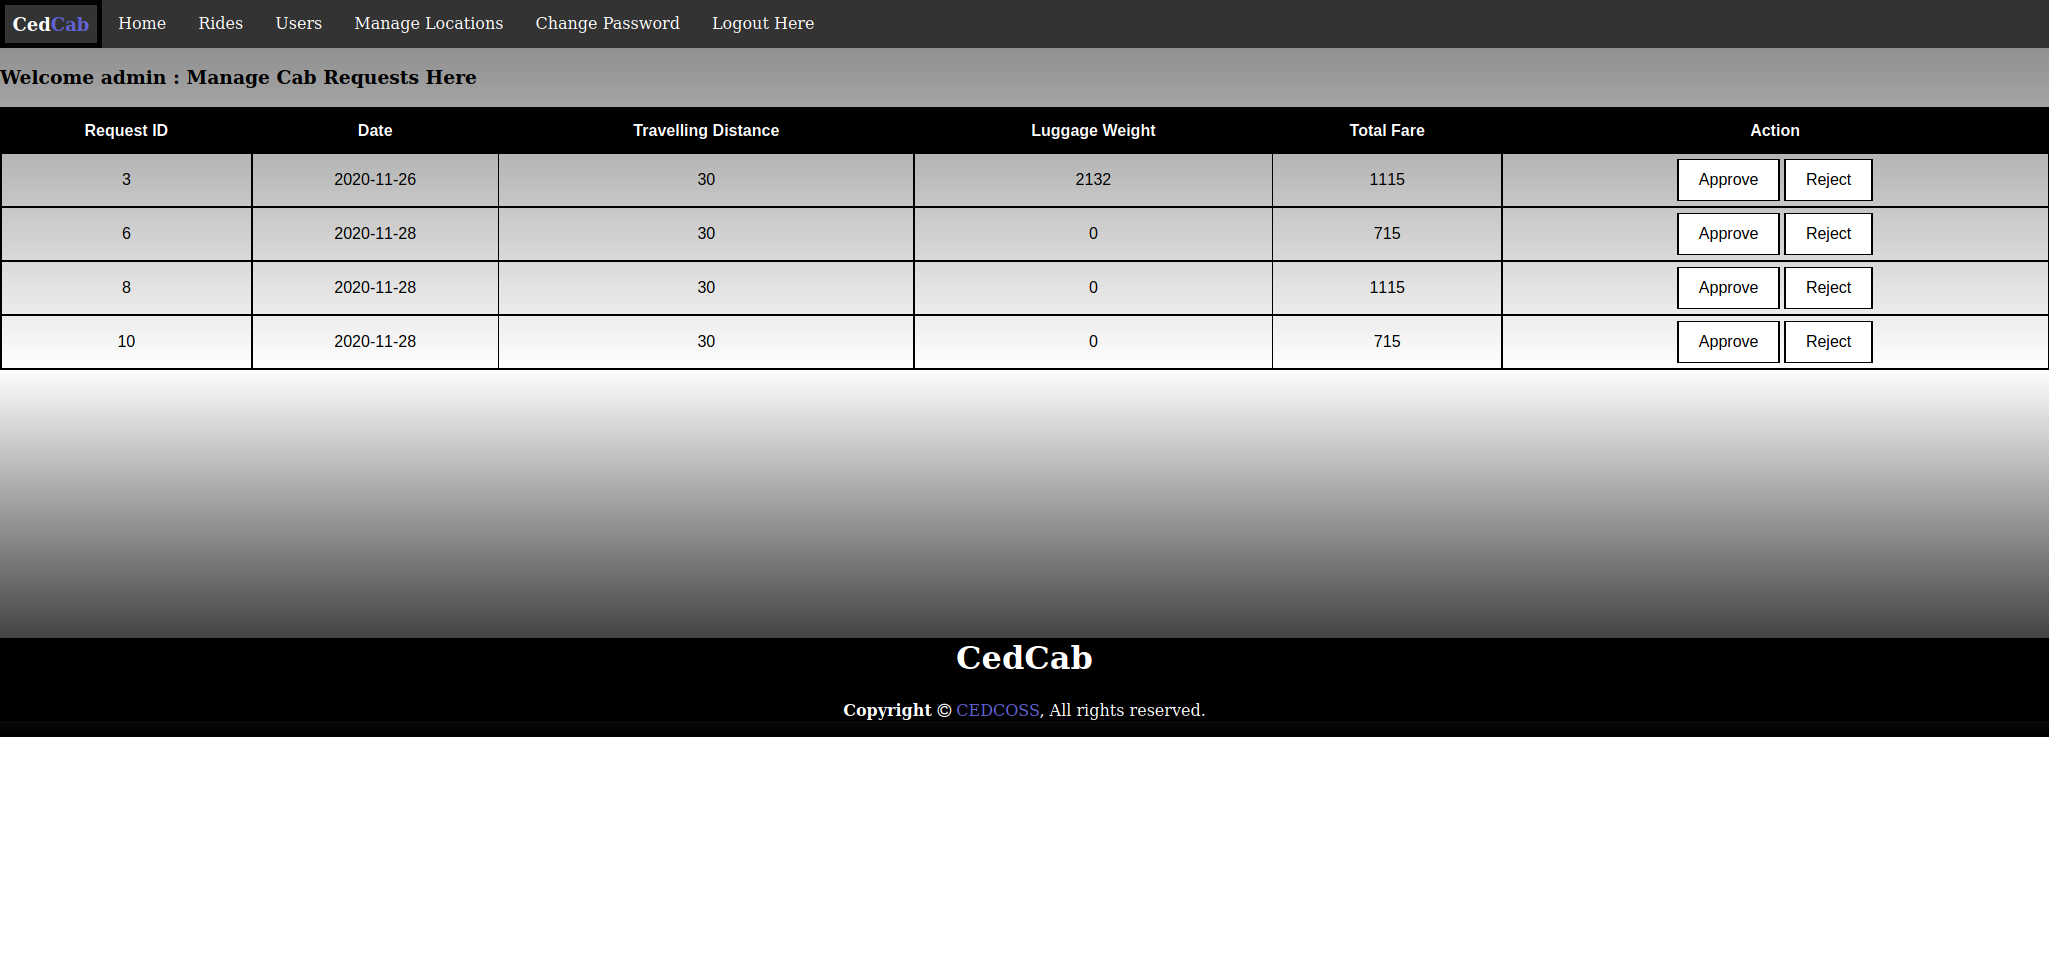 CedCab Home Rides Users Manage Locations Change Password Logout Here
Welcome admin : Manage Cab Requests Here
Request ID Date Travelling Distance Luggage Weight Total Fare Action
3 2020-11-26 30 2132 1115 Approve Reject
6 2020-11-28 30 0 715 Approve Reject
8 2020-11-28 30 0 1115 Approve Reject
10 2020-11-28 30 0 715 Approve Reject
CedCab
Copyright © CEDCOSS, All rights reserved.